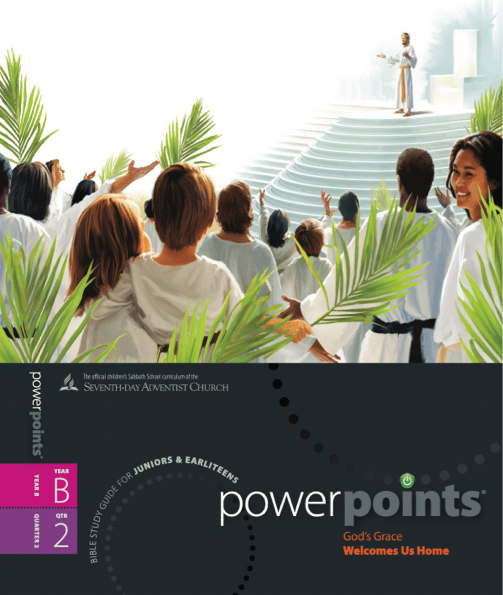 powerpoints
YEAR B
QUARTER 2
The official children's Sabbath School curriculum of the
SEVENTH-DAY ADVENTIST CHURCH
YEAR
B
QTR
2
BIBLE STUDY GUIDE FOR JUNIORS & EARLITEENS
powerpoints
God's Grace
Welcomes Us Home